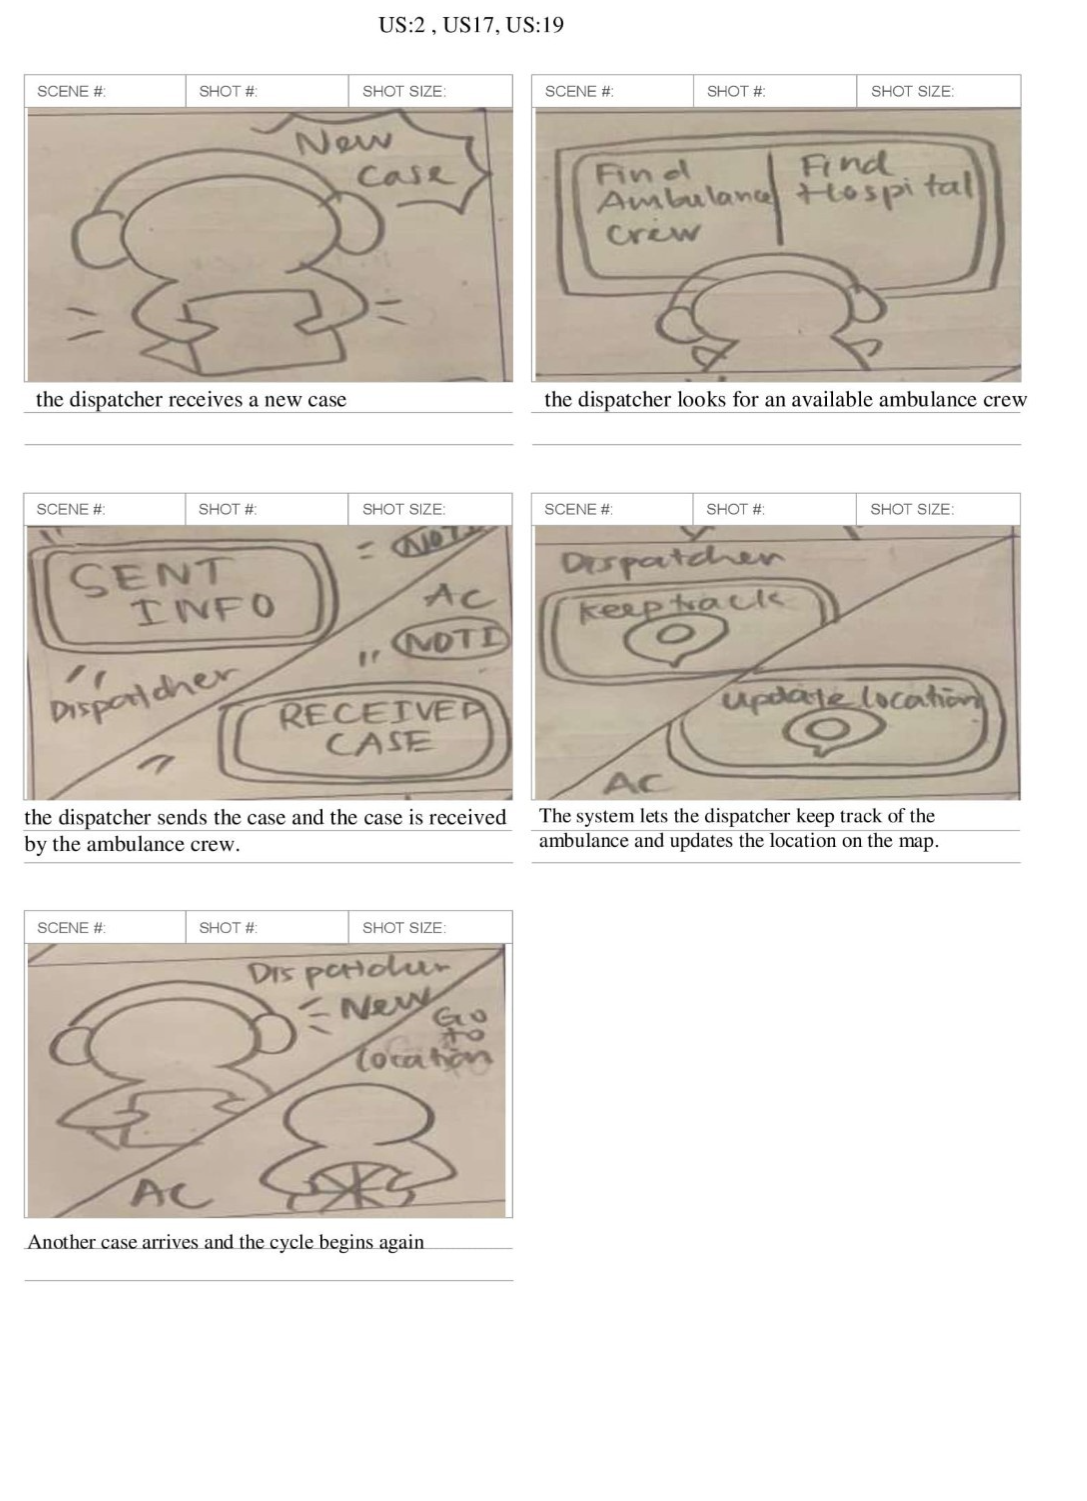 US:2 , US17, US:19
SCENE #: SHOT #: SHOT SIZE:
New
case
the dispatcher receives a new case
SCENE #: SHOT #: SHOT SIZE:
Find
Ambulance
crew
Find
Hospital
the dispatcher looks for an available ambulance crew
SCENE #: SHOT #: SHOT SIZE:
SENT
INFO
Dispatcher
AC
NOTI
RECEIVED
CASE
the dispatcher sends the case and the case is received
by the ambulance crew.
SCENE #: SHOT #: SHOT SIZE:
Dispatcher
keep track
update location
AC
The system lets the dispatcher keep track of the
ambulance and updates the location on the map.
SCENE #: SHOT #: SHOT SIZE:
Dispatcher
New
Go
to
location
AC
Another case arrives and the cycle begins again